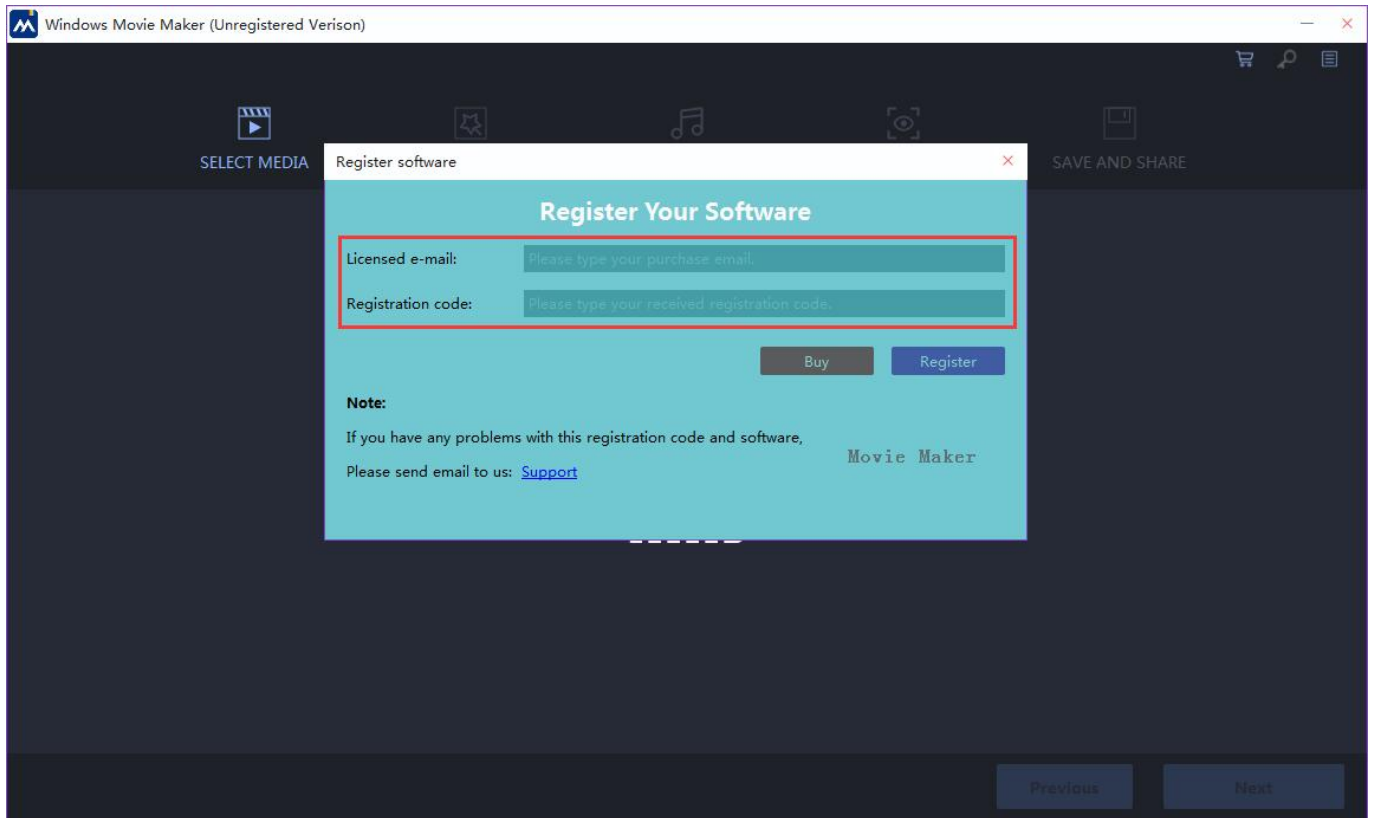 Windows Movie Maker (Unregistered Verison)
SELECT MEDIA
SAVE AND SHARE
Register software
Register Your Software
Licensed e-mail: Please type your purchase email.
Registration code: Please type your received registration code.
Buy Register
Note:
If you have any problems with this registration code and software,
Movie Maker
Please send email to us: Support
Previous Next